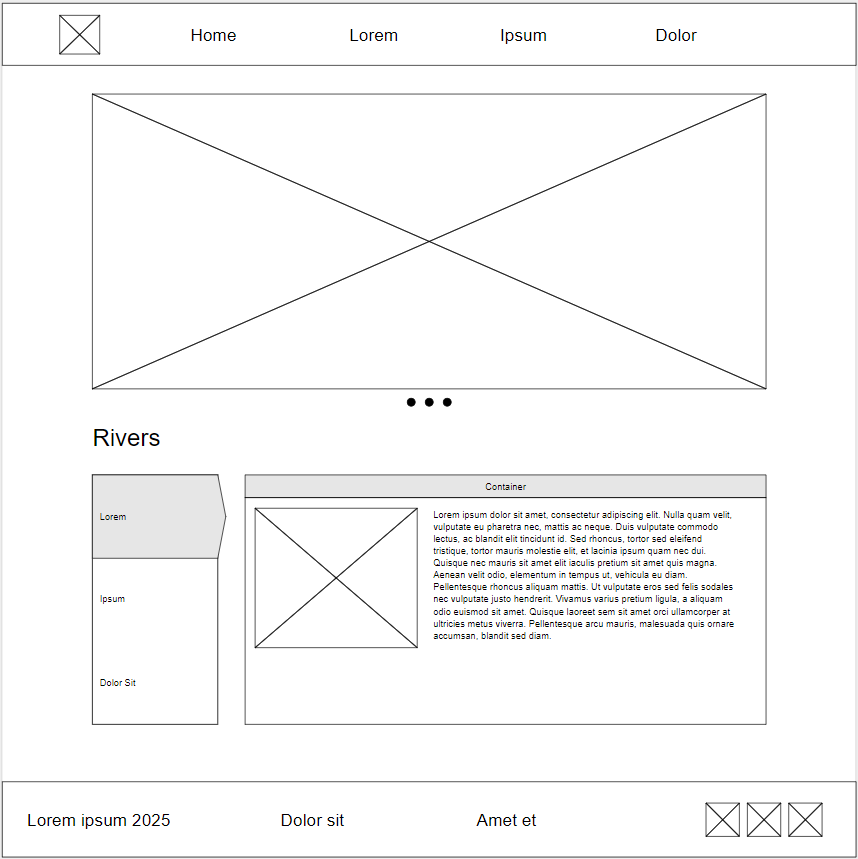 Home Lorem Ipsum Dolor
Rivers
Lorem
Ipsum
Dolor Sit
Container
Lorem ipsum dolor sit amet, consectetur adipiscing elit. Nulla quam velit,
vulputate eu pharetra nec, mattis ac neque. Duis vulputate commodo
lectus, ac blandit elit tincidunt id. Sed rhoncus, tortor sed eleifend
tristique, tortor mauris molestie elit, et lacinia ipsum quam nec dui.
Quisque nec mauris sit amet elit iaculis pretium sit amet quis magna.
Aenean velit odio, elementum in tempus ut, vehicula eu diam.
Pellentesque rhoncus aliquam mattis. Ut vulputate eros sed felis sodales
nec vulputate justo hendrerit. Vivamus varius pretium ligula, a aliquam
odio euismod sit amet. Quisque laoreet sem sit amet orci ullamcorper at
ultricies metus viverra. Pellentesque arcu mauris, malesuada quis ornare
accumsan, blandit sed diam.
Lorem ipsum 2025 Dolor sit Amet et